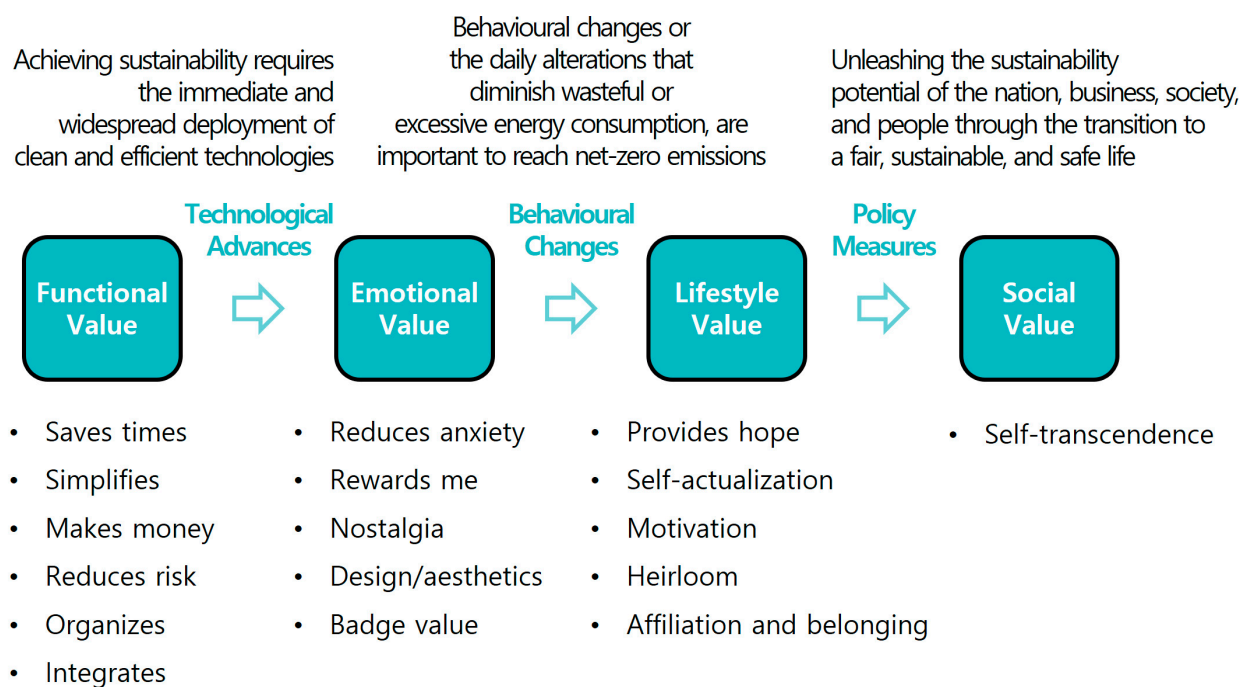 Achieving sustainability requires
the immediate and
widespread deployment of
clean and efficient technologies
Behavioural changes or
the daily alterations that
diminish wasteful or
excessive energy consumption, are
important to reach net-zero emissions
Unleashing the sustainability
potential of the nation, business, society,
and people through the transition to
a fair, sustainable, and safe life
Technological
Advances
Behavioural
Changes
Policy
Measures
Functional
Value
Emotional
Value
Lifestyle
Value
Social
Value
• Saves times
• Simplifies
• Makes money
• Reduces risk
• Organizes
• Integrates
• Reduces anxiety
• Rewards me
• Nostalgia
• Design/aesthetics
• Badge value
• Provides hope
• Self-actualization
• Motivation
• Heirloom
• Affiliation and belonging
• Self-transcendence